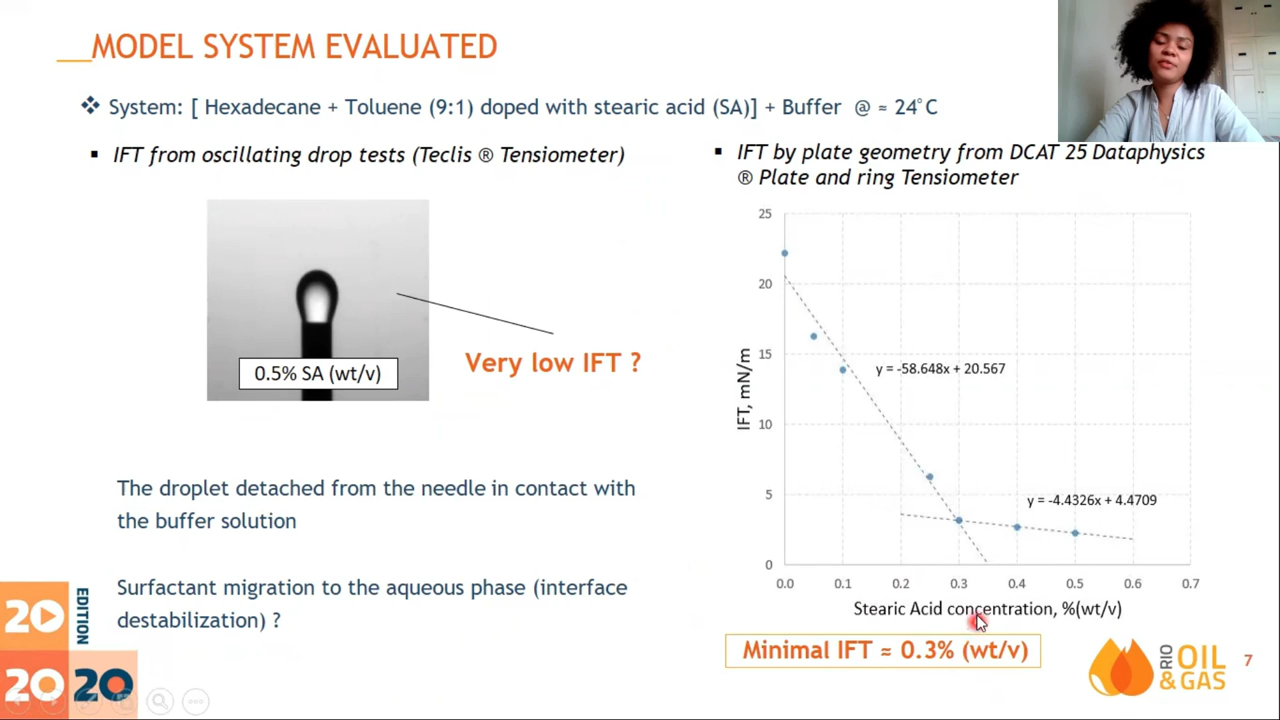 __MODEL SYSTEM EVALUATED
❖ System: [ Hexadecane + Toluene (9:1) doped with stearic acid (SA)] + Buffer @ ≈ 24°C
▪ IFT from oscillating drop tests (Teclis ® Tensiometer)
0.5% SA (wt/v)
Very low IFT ?
The droplet detached from the needle in contact with
the buffer solution
Surfactant migration to the aqueous phase (interface
destabilization) ?
▪ IFT by plate geometry from DCAT 25 Dataphysics
® Plate and ring Tensiometer
25
20
15
10
5
0
IFT, mN/m
y = -58.648x + 20.567
y = -4.4326x + 4.4709
0.0 0.1 0.2 0.3 0.4 0.5 0.6 0.7
Stearic Acid concentration, %(wt/v)
Minimal IFT ≈ 0.3% (wt/v)
20
EDITION
2020
RIO
OIL
& GAS
7